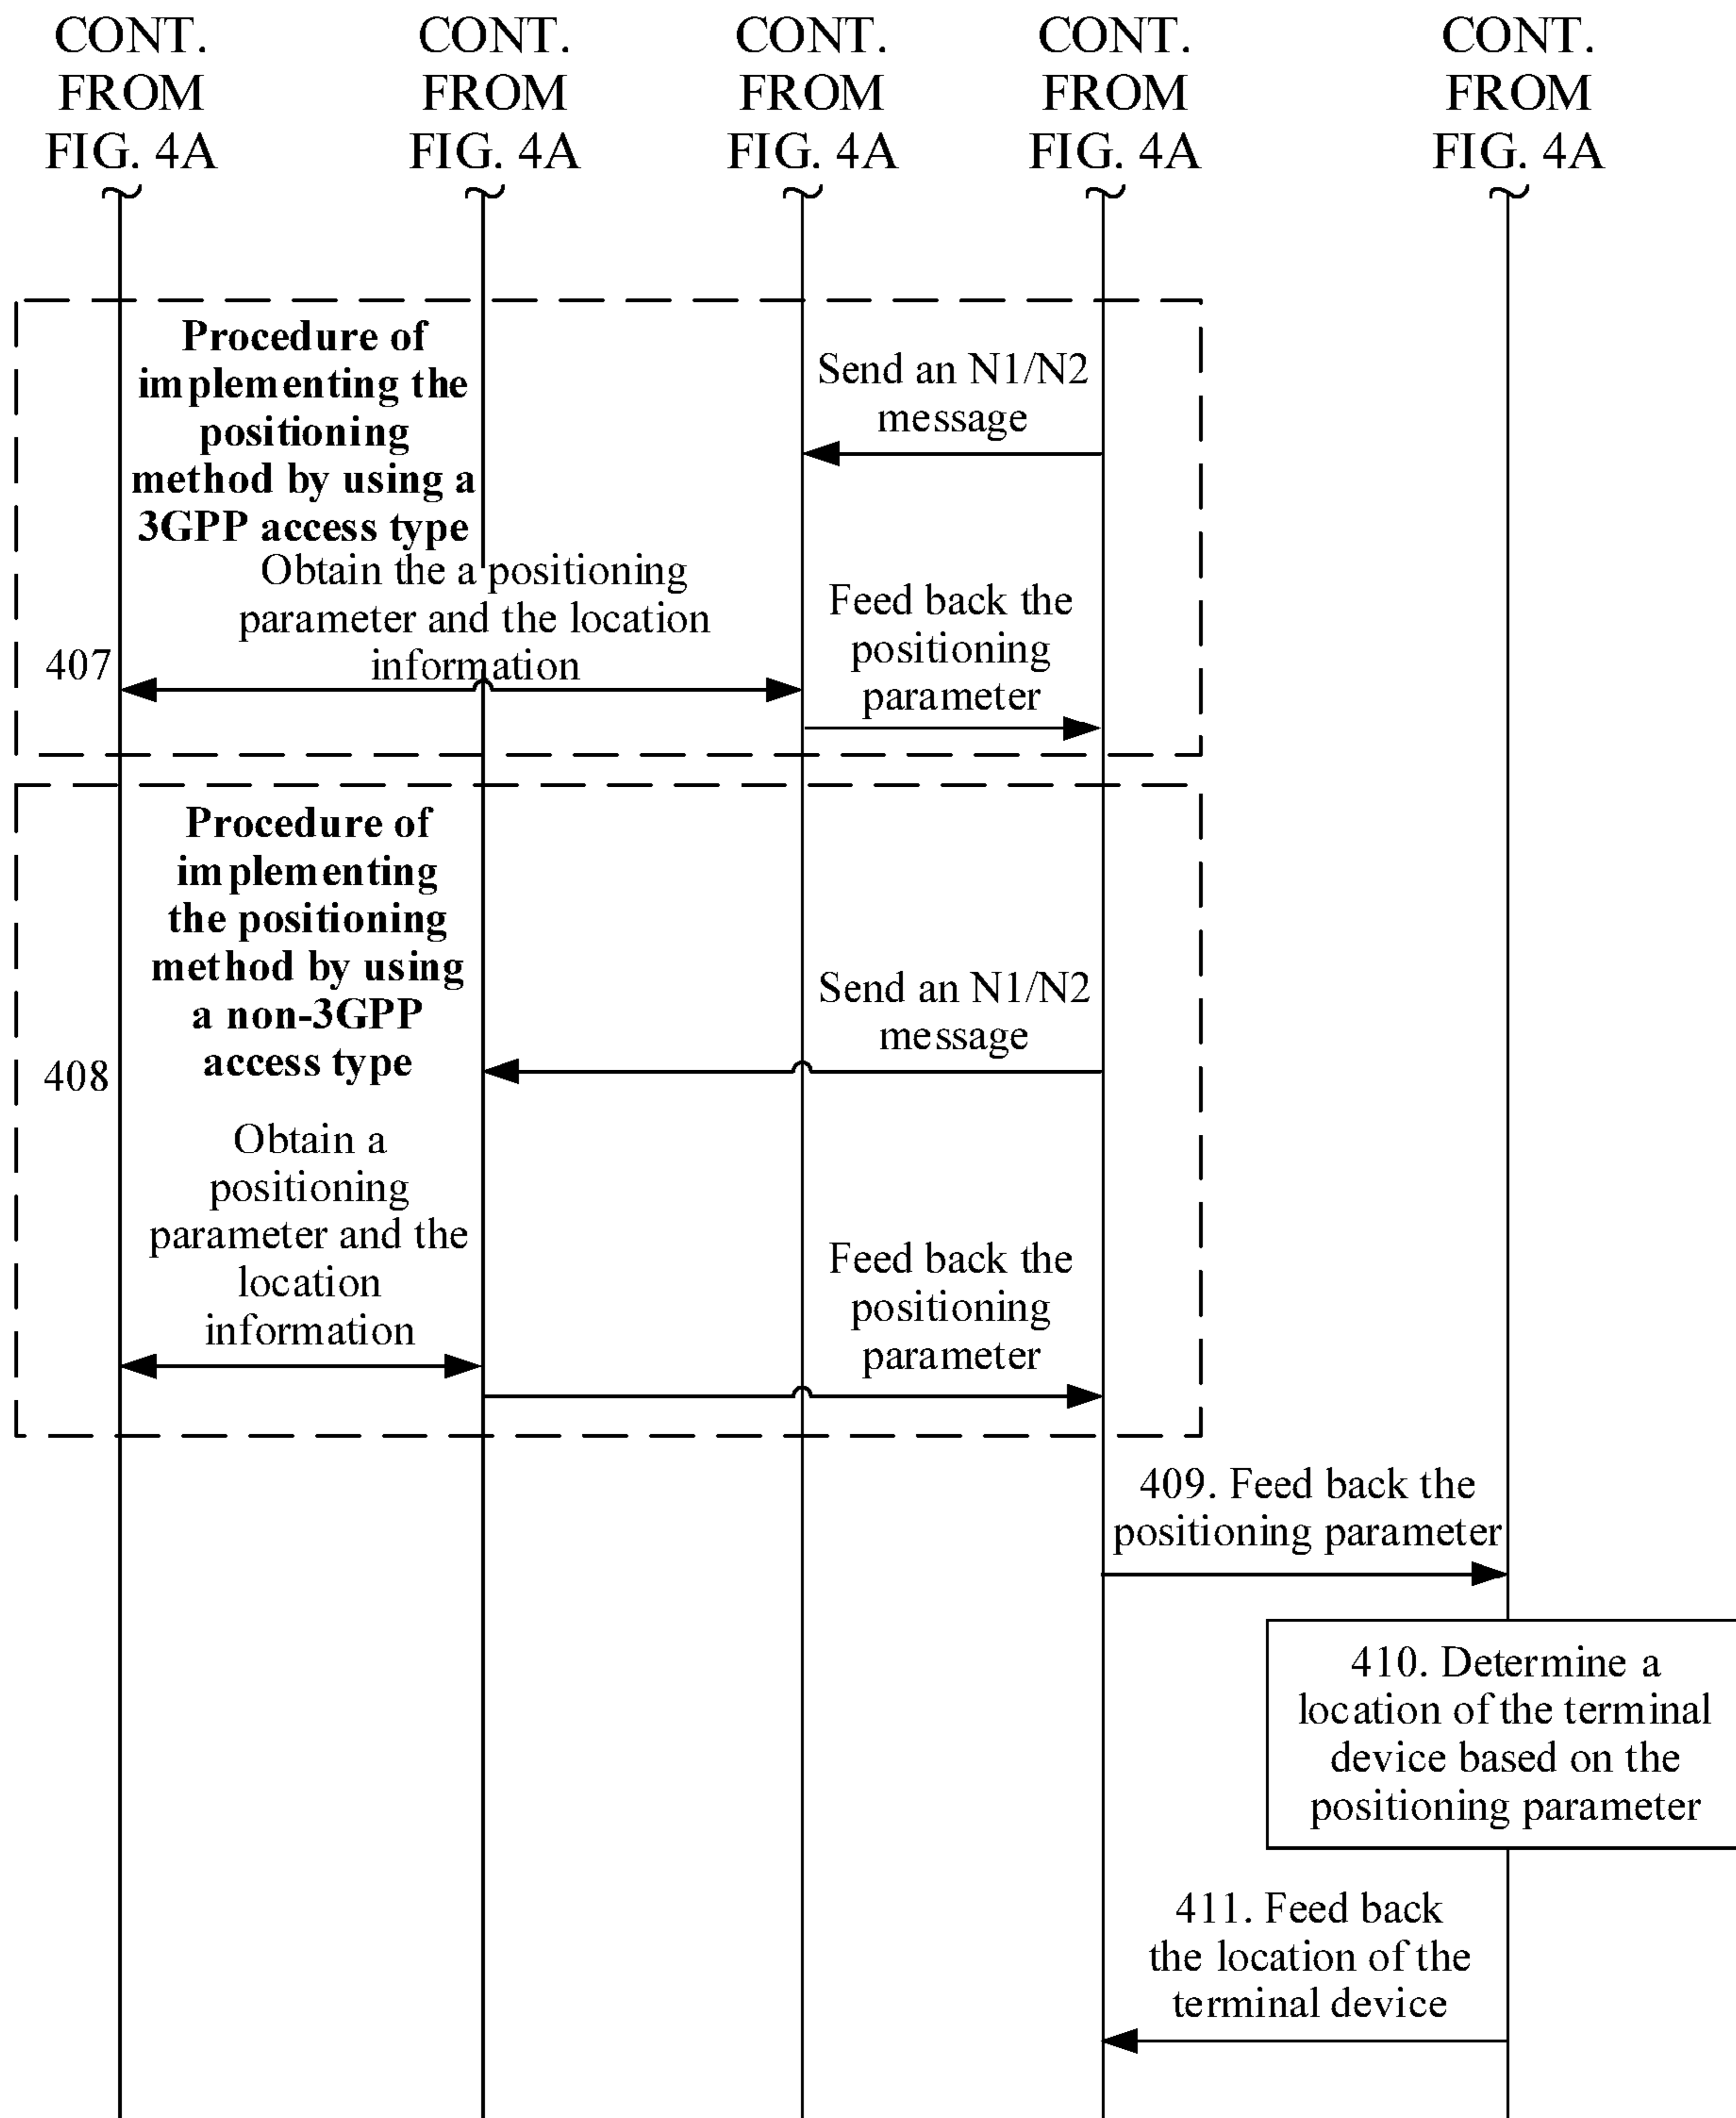 CONT.
FROM
FIG. 4A
CONT.
FROM
FIG. 4A
CONT.
FROM
FIG. 4A
CONT.
FROM
FIG. 4A
CONT.
FROM
FIG. 4A
Procedure of
implementing the
positioning
method by using a
3GPP access type
Send an N1/N2
message
Obtain the a positioning
parameter and the location
information
Feed back the
positioning
parameter
407
Procedure of
implementing
the positioning
method by using
a non-3GPP
access type
Send an N1/N2
message
408
Obtain a
positioning
parameter and the
location
information
Feed back the
positioning
parameter
409. Feed back the
positioning parameter
410. Determine a
location of the terminal
device based on the
positioning parameter
411. Feed back
the location of the
terminal device